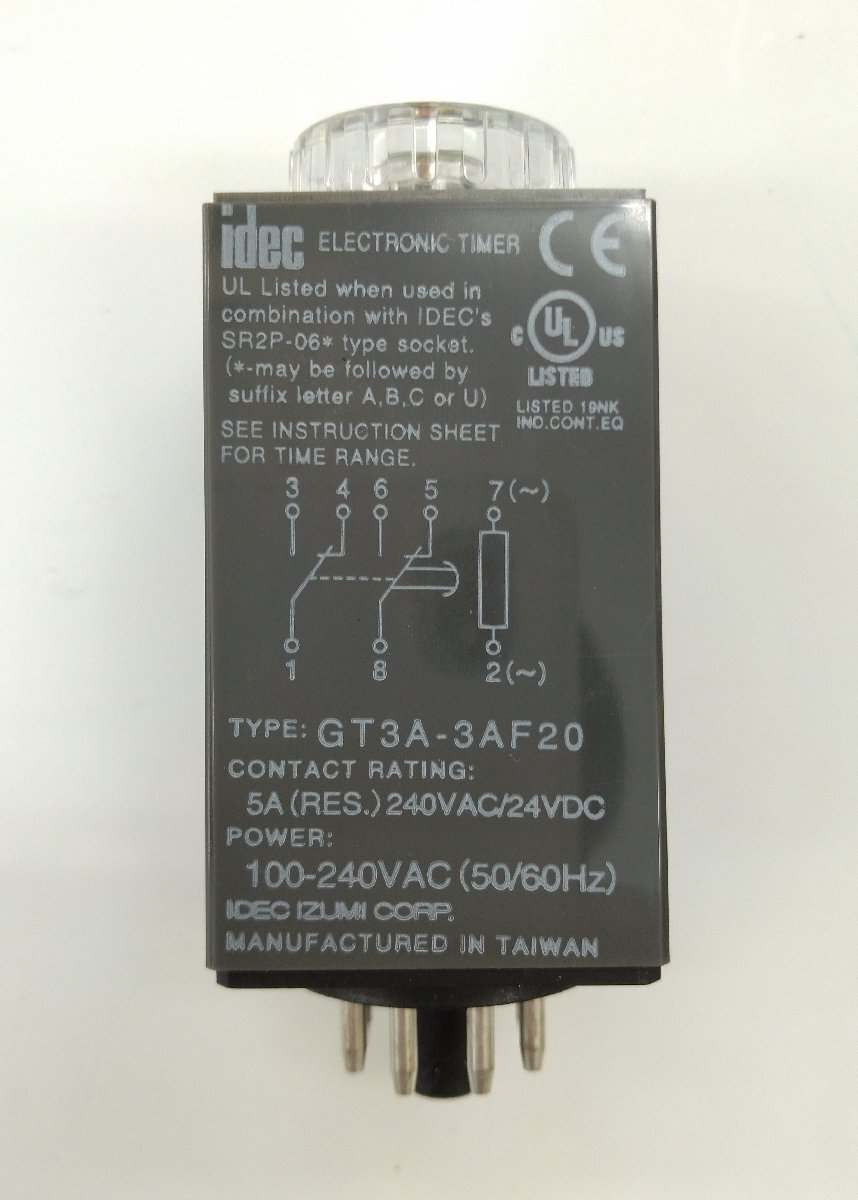 idec ELECTRONIC TIMER CE
UL Listed when used in
combination with IDEC's
SR2P-06* type socket.
(*-may be followed by
suffix letter A,B,C or U)
C UL US
LISTED
LISTED 19NK
IND.CONT.EQ
SEE INSTRUCTION SHEET
FOR TIME RANGE.
3 4 6 5 7(~)
1 8 2(~)
TYPE: GT3A-3AF20
CONTACT RATING:
5A(RES.)240VAC/24VDC
POWER:
100-240VAC(50/60Hz)
IDEC IZUMI CORP.
MANUFACTURED IN TAIWAN